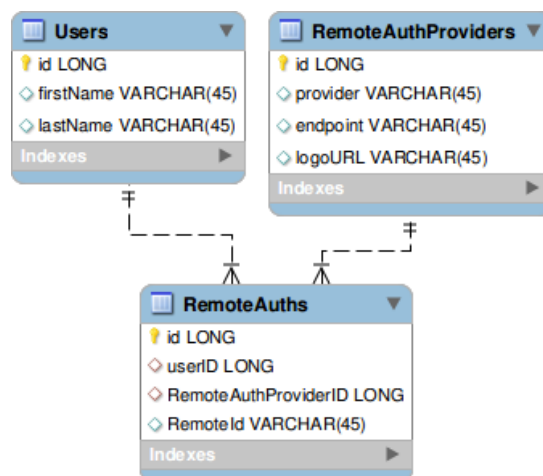 Users
id LONG
firstName VARCHAR(45)
lastName VARCHAR(45)
Indexes
RemoteAuthProviders
id LONG
provider VARCHAR(45)
endpoint VARCHAR(45)
logoURL VARCHAR(45)
Indexes
RemoteAuths
id LONG
userID LONG
RemoteAuthProviderID LONG
RemoteId VARCHAR(45)
Indexes